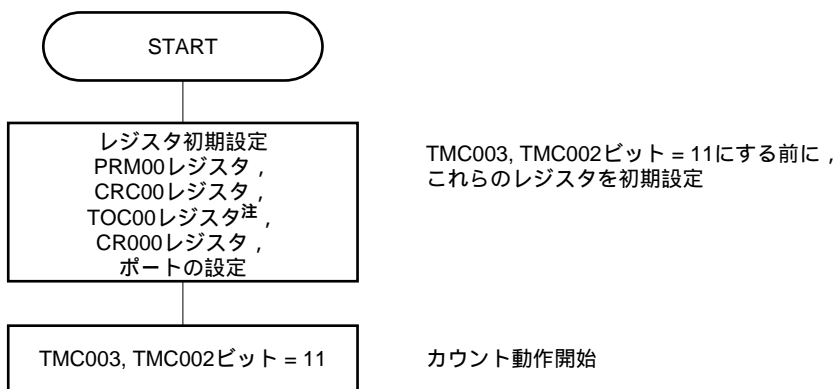 START
レジスタ初期設定
PRM00レジスタ，
CRC00レジスタ，
TOC00レジスタ注，
CR000レジスタ，
ポートの設定
TMC003, TMC002ビット = 11にする前に，
これらのレジスタを初期設定
TMC003, TMC002ビット = 11
カウント動作開始